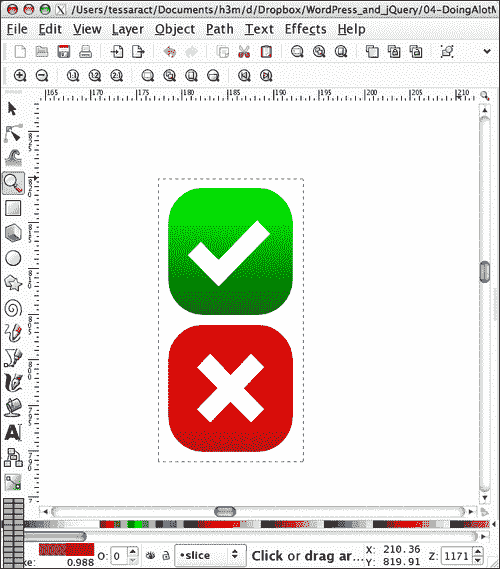 /Users/tessaract/Documents/h3m/d/Dropbox/WordPress_and_jQuery/04-DoingAlotM
File Edit View Layer Object Path Text Effects Help
165 170 175 180 185 190 195 200 205 210
O: 0 •slice Click or drag ar... X: 210.36 Z: 1171
ke: 0.988 Y: 819.91